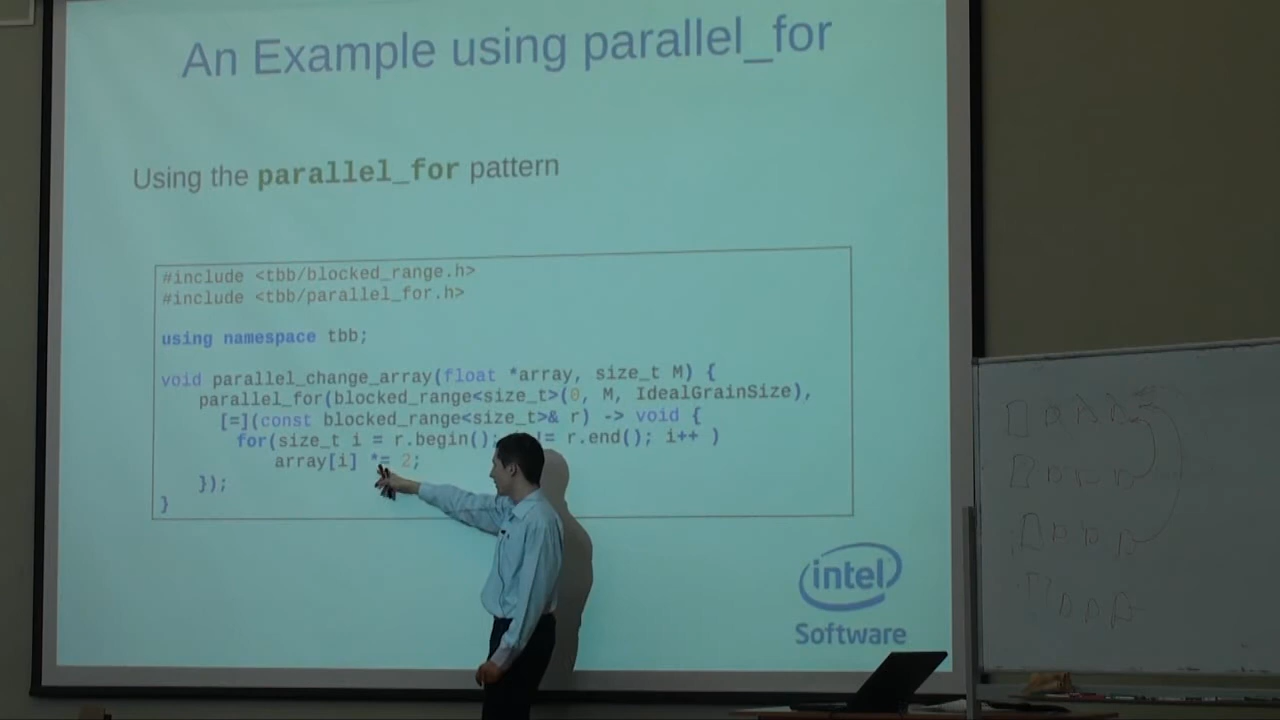 An Example using parallel_for
Using the parallel_for pattern
#include <tbb/blocked_range.h>
#include <tbb/parallel_for.h>
using namespace tbb;
void parallel_change_array(float *array, size_t M) {
parallel_for(blocked_range<size_t>(0, M, IdealGrainSize),
[=](const blocked_range<size_t>& r) -> void {
for(size_t i = r.begin(); != r.end(); i++ )
array[i] *= 2;
});
}
intel
Software